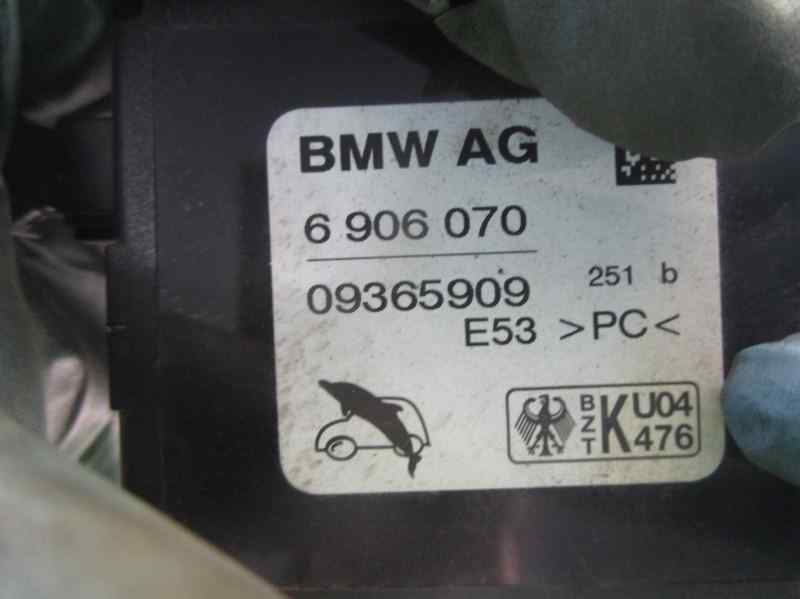 BMW AG
6 906 070
09365909 251 b
E53 >PC<
BZT K U04 476